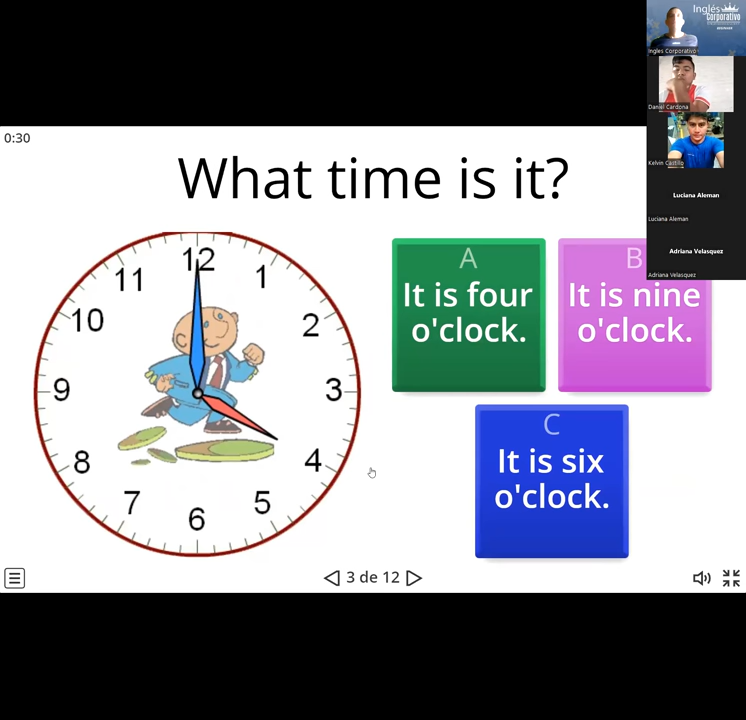 Inglés
Corporativo
Ingles Corporativo
Daniel Cardona
Kelvin Castillo
Luciana Aleman
Luciana Aleman
Adriana Velasquez
Adriana Velasquez
0:30
What time is it?
12
1
2
3
4
5
6
7
8
9
10
11
A
It is four
o'clock.
B
It is nine
o'clock.
C
It is six
o'clock.
3 de 12